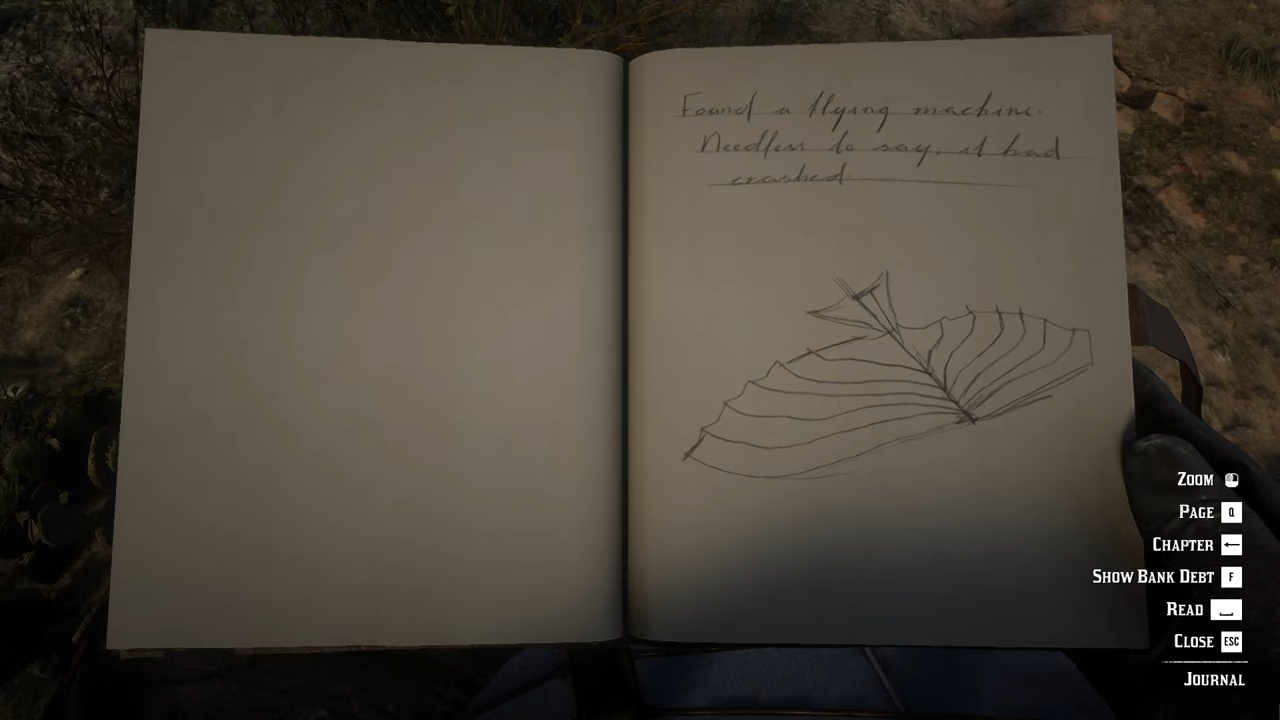 Found a flying machine.
Needless to say, it had
crashed.
ZOOM
PAGE Q
CHAPTER ←
SHOW BANK DEBT F
READ
CLOSE ESC
JOURNAL